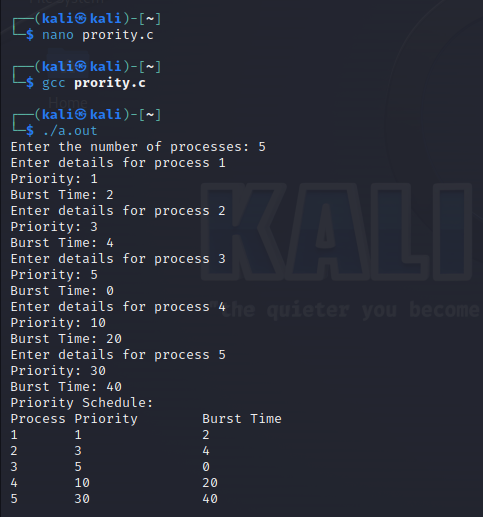 ┌──(kali㉿kali)-[~]
└─$ nano prority.c
┌──(kali㉿kali)-[~]
└─$ gcc prority.c
Home
┌──(kali㉿kali)-[~]
└─$ ./a.out
Enter the number of processes: 5
Enter details for process 1
Priority: 1
Burst Time: 2
Enter details for process 2
Priority: 3
Burst Time: 4
KALI
Enter details for process 3
Priority: 5
Burst Time: 0
Enter details for process 4
"the quieter you become
Priority: 10
Burst Time: 20
Enter details for process 5
Priority: 30
Burst Time: 40
Priority Schedule:
Process Priority Burst Time
1 1 2
2 3 4
3 5 0
4 10 20
5 30 40